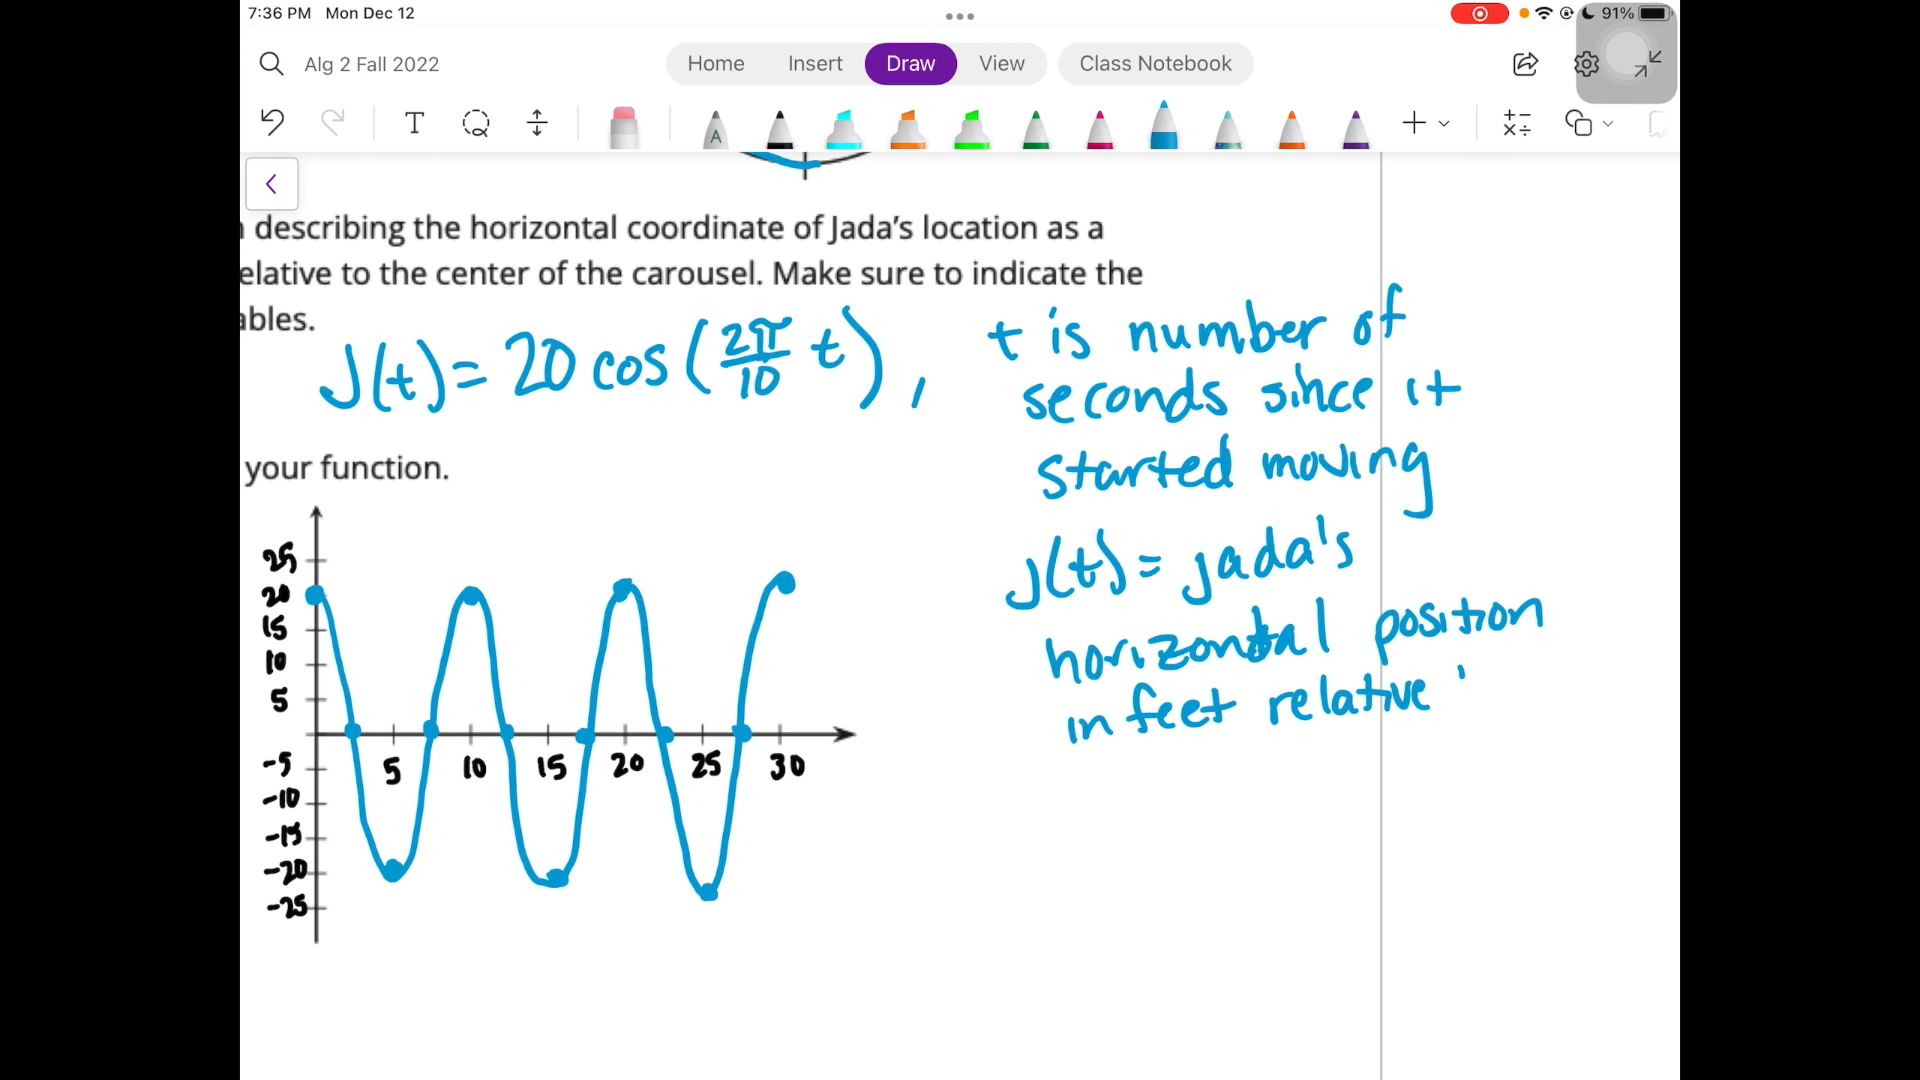 7:36 PM Mon Dec 12
91%
Alg 2 Fall 2022
Home Insert Draw View Class Notebook
describing the horizontal coordinate of Jada's location as a
elative to the center of the carousel. Make sure to indicate the
ables.
J(t) = 20 cos (2π/10 t),
t is number of
seconds since it
started moving
your function.
J(t) = jada's
horizontal position
in feet relative
25
20
15
10
5
-5
-10
-15
-20
-25
5 10 15 20 25 30